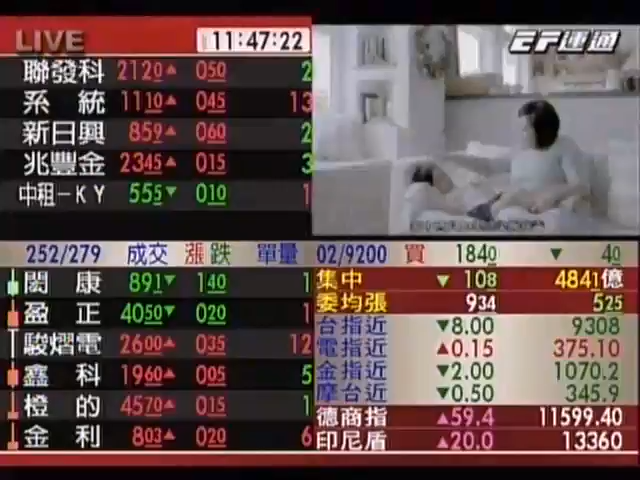 LIVE 11:47:22
EF運通
聯發科 2120▲ 050 2
系統 1110▲ 045 13
新日興 859▲ 060 2
兆豐金 2345▲ 015 3
中租-KY 555▼ 010 1
252/279 成交 漲跌 單量
閎康 891▼ 140 1
盈正 4050▼ 020 1
駿熠電 2600▲ 035 12
鑫科 1960▲ 005 5
橙的 4570▲ 015 1
金利 803▲ 020 6
02/9200 買 1840 ▼ 40
集中 ▼ 108 4841億
委均張 934 525
台指近 ▼8.00 9308
電指近 ▲0.15 375.10
金指近 ▼2.00 1070.2
摩台近 ▼0.50 345.9
德商指 ▲59.4 11599.40
印尼盾 ▲20.0 13360